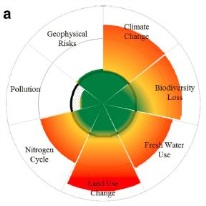 a
Geophysical
Risks
Climate
Change
Pollution
Biodiversity
Loss
Nitrogen
Cycle
Fresh Water
Use
Land Use
Change